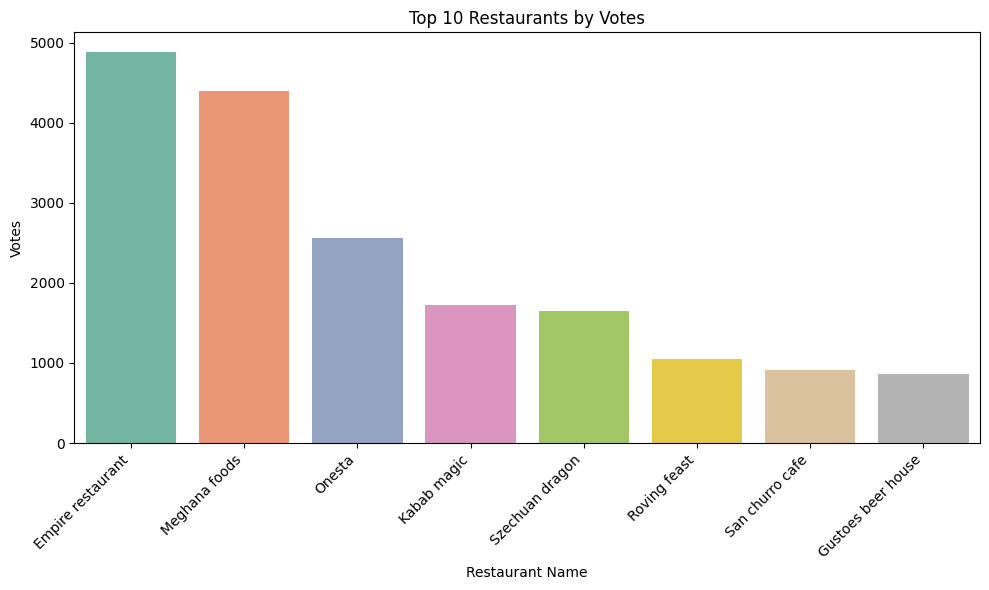 Top 10 Restaurants by Votes
Votes
5000
4000
3000
2000
1000
0
Empire restaurant
Meghana foods
Onesta
Kabab magic
Szechuan dragon
Roving feast
San churro cafe
Gustoes beer house
Restaurant Name